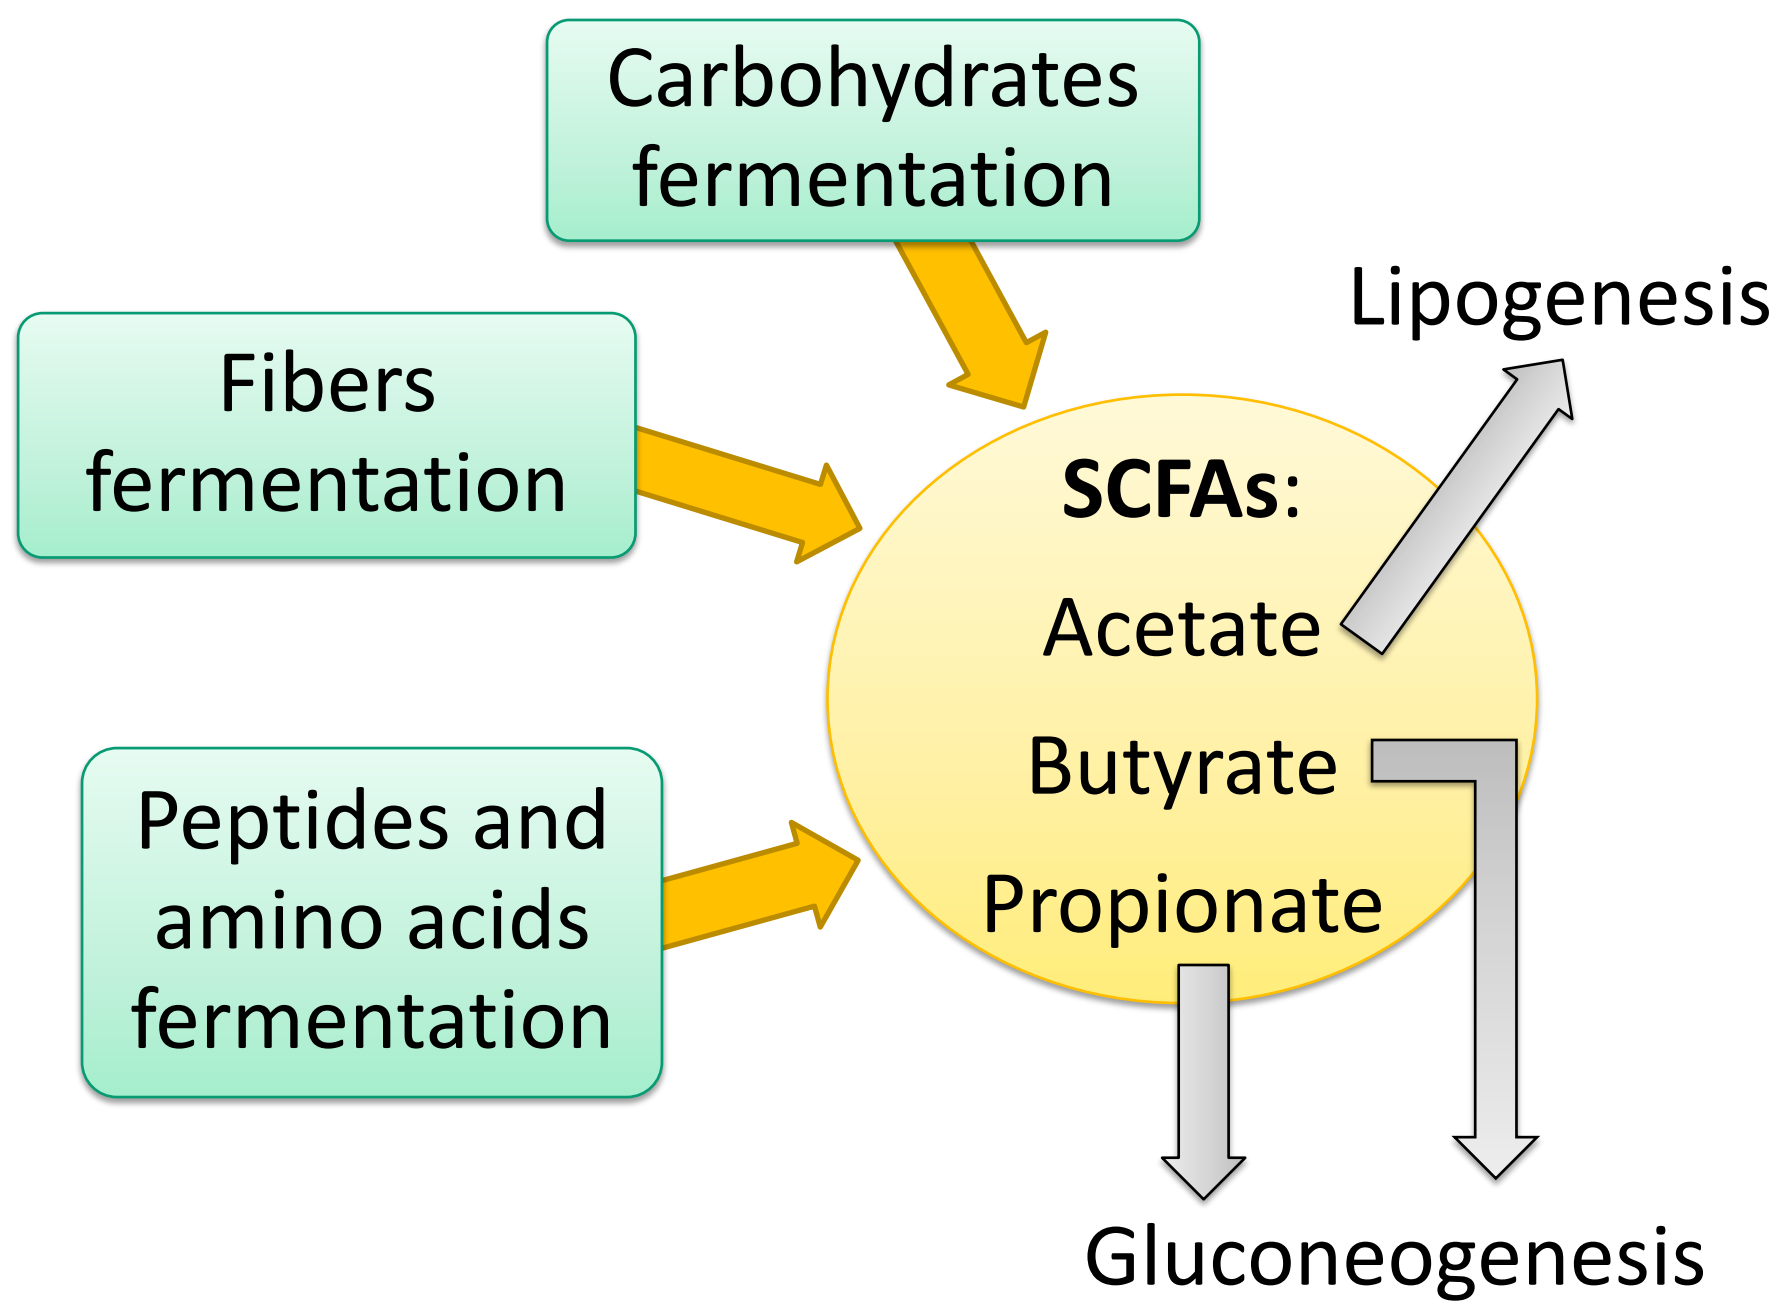 Carbohydrates
fermentation
Lipogenesis
Fibers
fermentation
SCFAs:
Acetate
Butyrate
Propionate
Peptides and
amino acids
fermentation
Gluconeogenesis